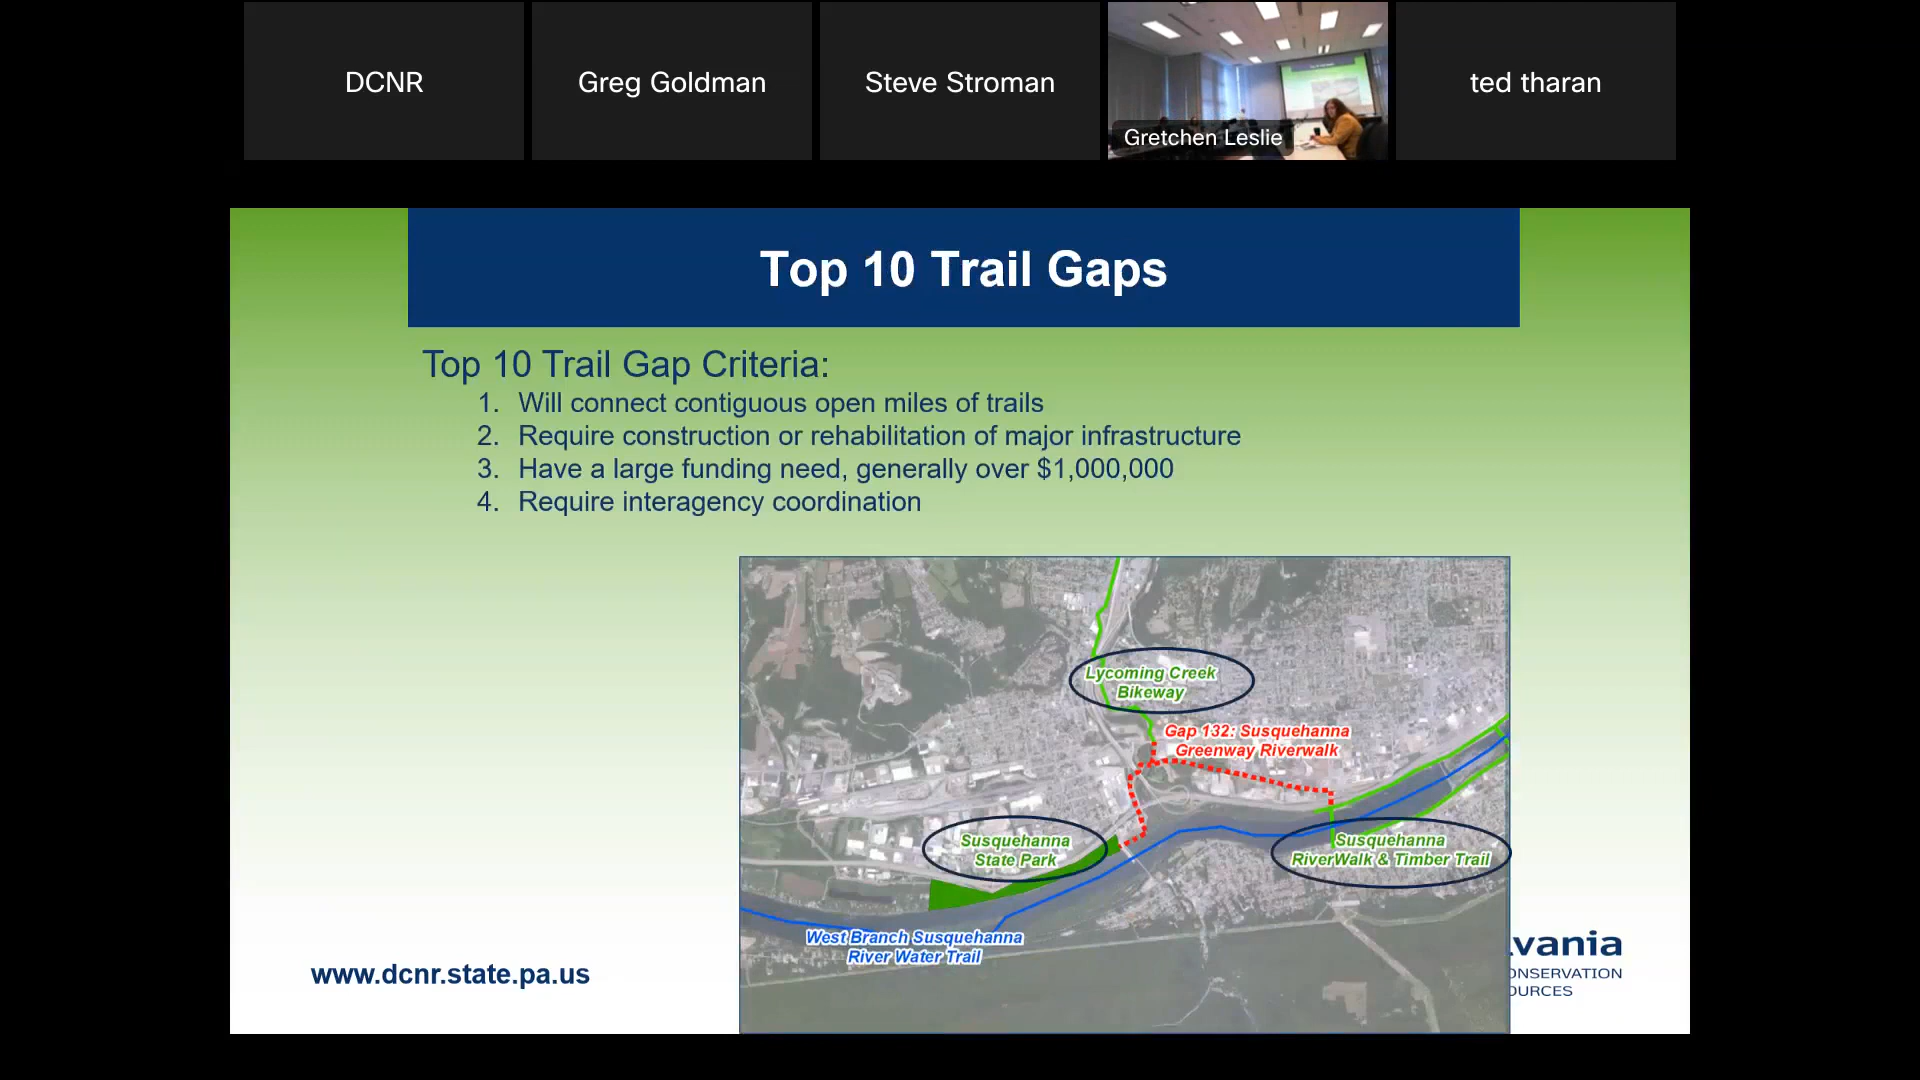 DCNR
Greg Goldman
Steve Stroman
Gretchen Leslie
ted tharan
Top 10 Trail Gaps
Top 10 Trail Gap Criteria:
1. Will connect contiguous open miles of trails
2. Require construction or rehabilitation of major infrastructure
3. Have a large funding need, generally over $1,000,000
4. Require interagency coordination
Lycoming Creek
Bikeway
Gap 132: Susquehanna
Greenway Riverwalk
Susquehanna
State Park
Susquehanna
RiverWalk & Timber Trail
West Branch Susquehanna
River Water Trail
www.dcnr.state.pa.us
lvania
ONSERVATION
OURCES